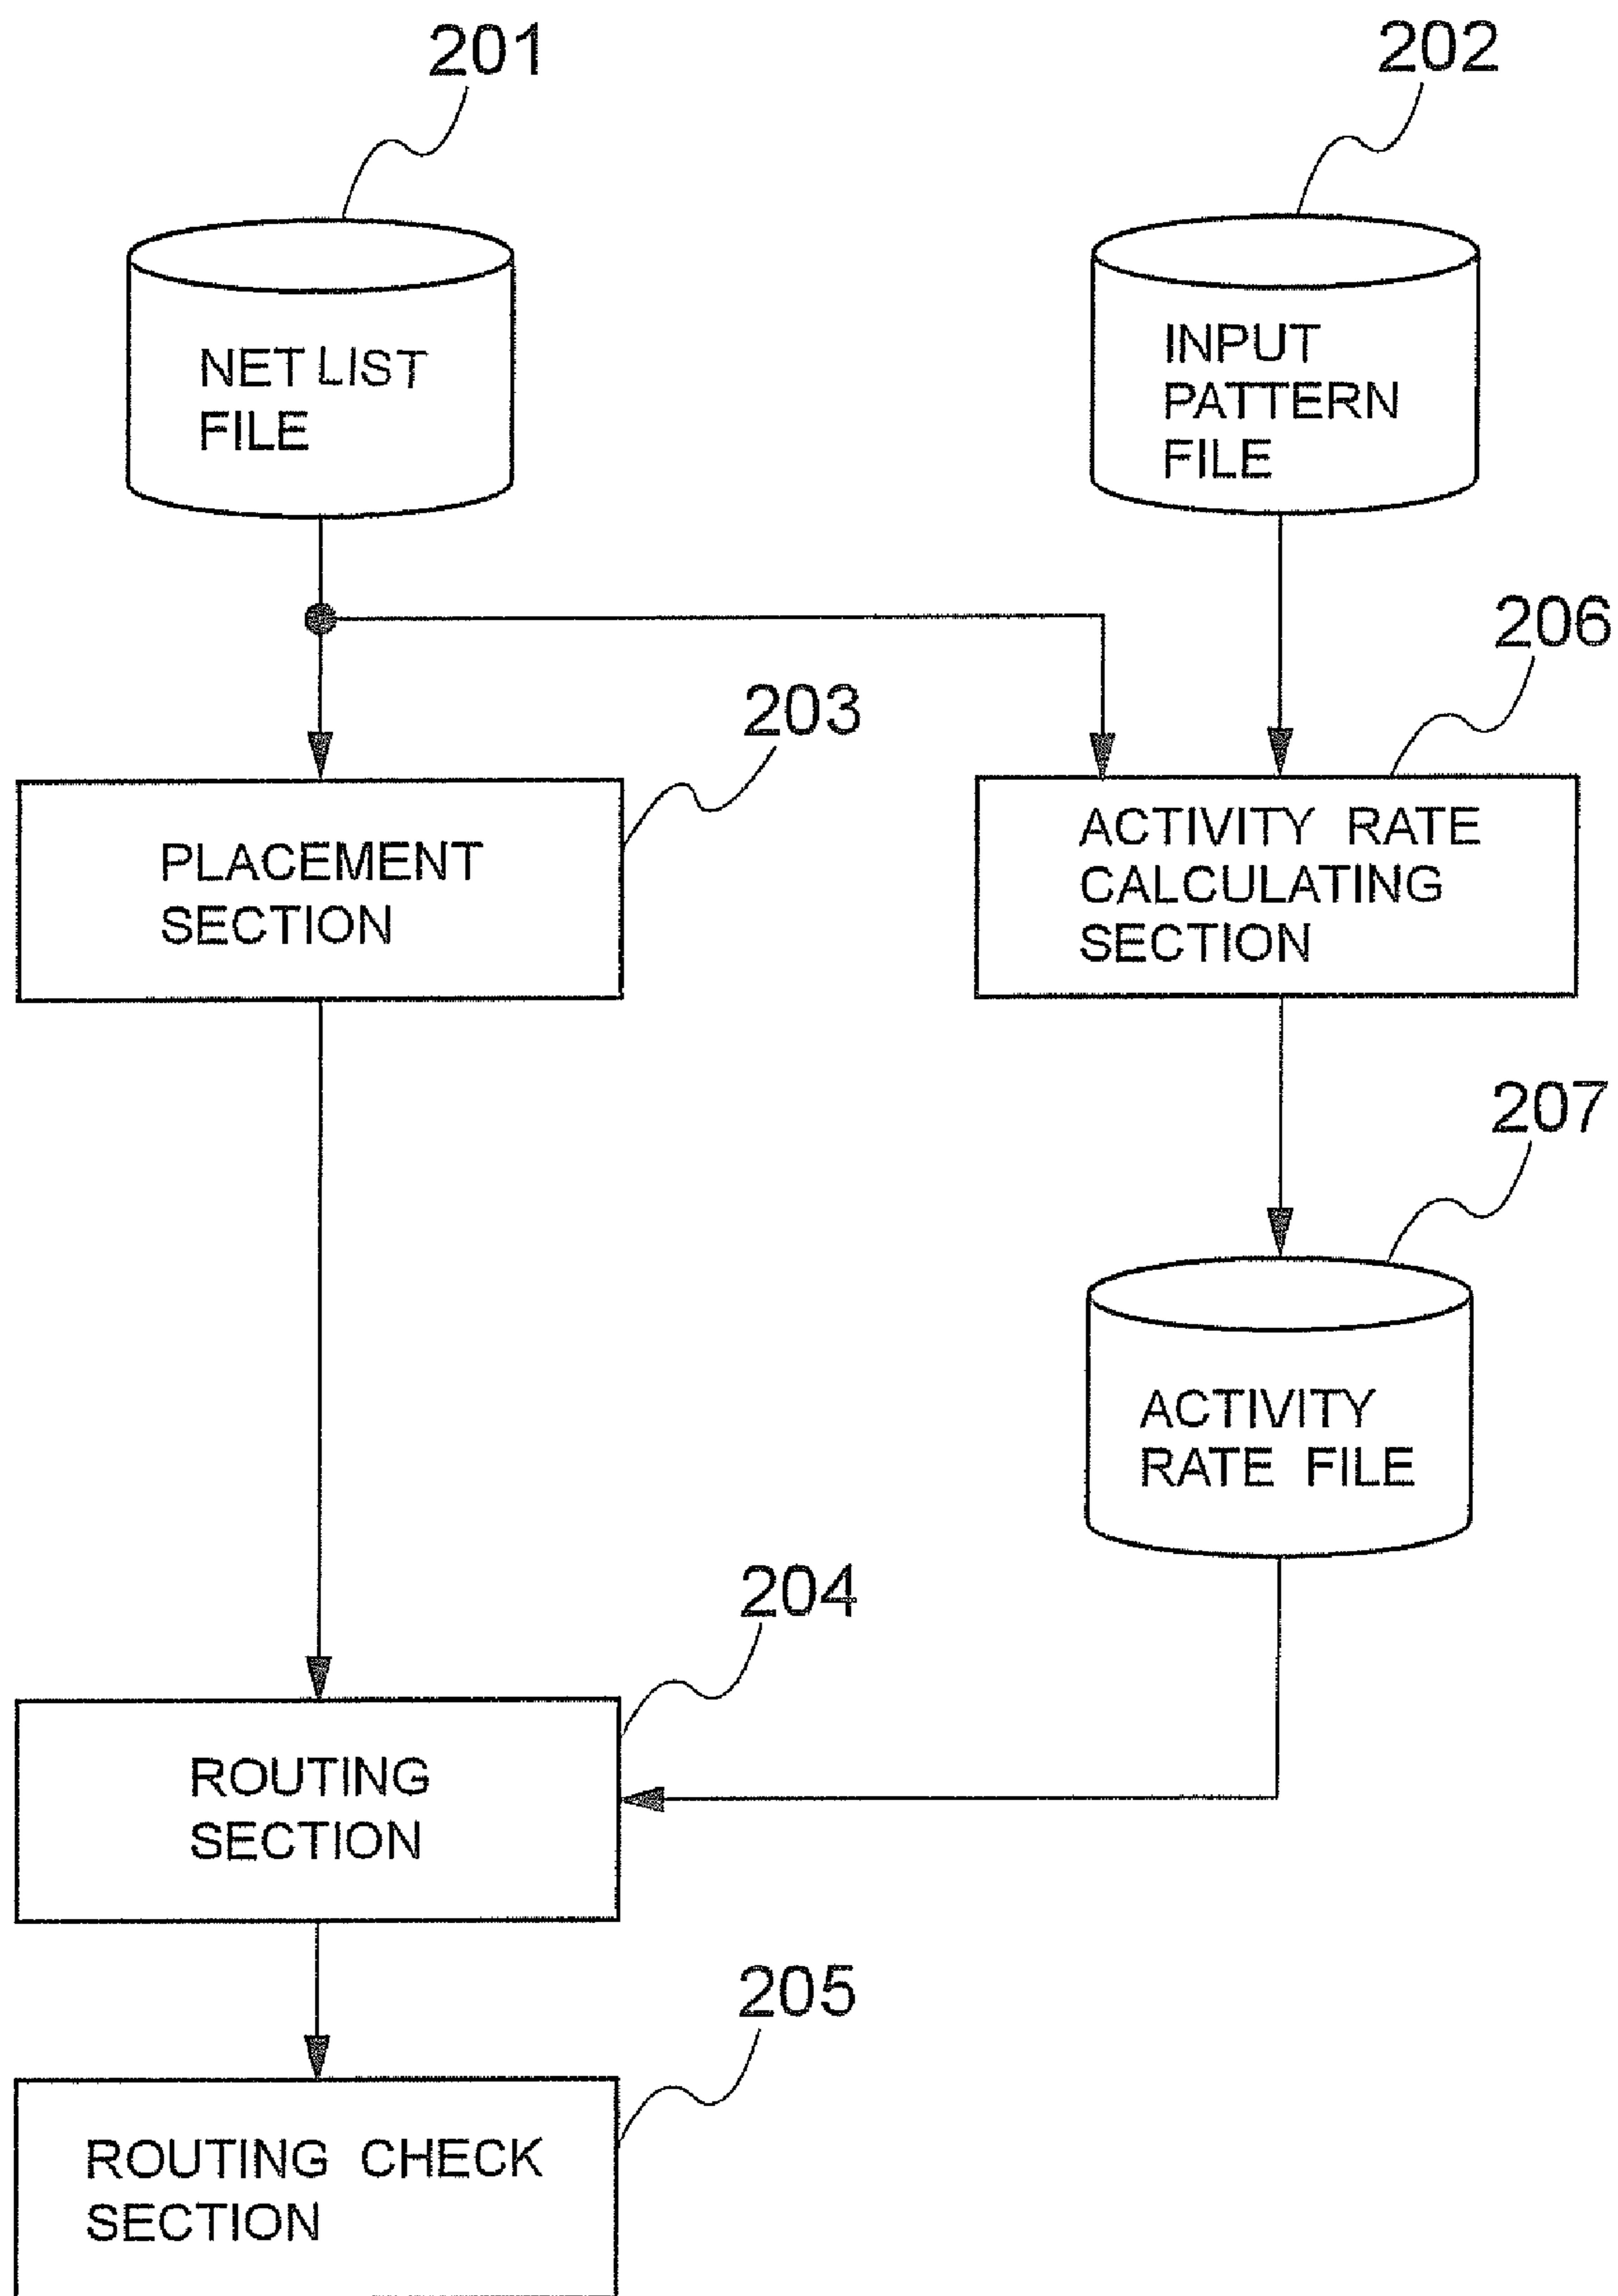 201
202
NET LIST
FILE
INPUT
PATTERN
FILE
206
203
PLACEMENT
SECTION
ACTIVITY RATE
CALCULATING
SECTION
207
ACTIVITY
RATE FILE
204
ROUTING
SECTION
205
ROUTING CHECK
SECTION